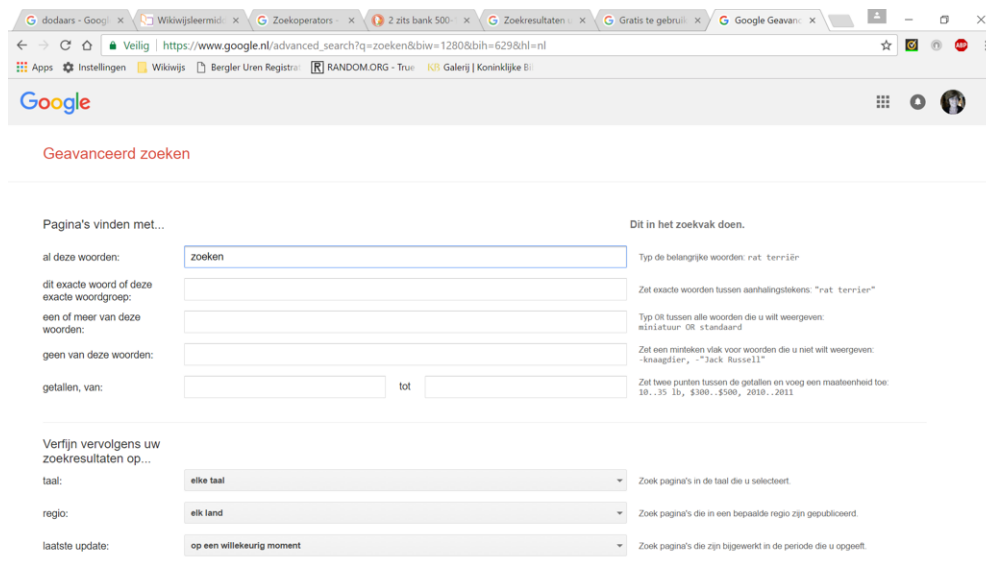 dodaars - Googl
Wikiwijsleermidd
Zoekoperators -
2 zits bank 500-
Zoekresultaten u
Gratis te gebruik
Google Geavanc
Veilig | https://www.google.nl/advanced_search?q=zoeken&biw=1280&bih=629&hl=nl
Apps Instellingen Wikiwijs Bergler Uren Registrat RANDOM.ORG - True KB Galerij | Koninklijke Bi
ABP
Google
Geavanceerd zoeken
Pagina's vinden met...
Dit in het zoekvak doen.
al deze woorden:
zoeken
Typ de belangrijke woorden: rat terriër
dit exacte woord of deze
exacte woordgroep:
Zet exacte woorden tussen aanhalingstekens: "rat terrier"
een of meer van deze
woorden:
Typ OR tussen alle woorden die u wilt weergeven:
miniatuur OR standaard
geen van deze woorden:
Zet een minteken vlak voor woorden die u niet wilt weergeven:
-knaagdier, -"Jack Russell"
getallen, van:
tot
Zet twee punten tussen de getallen en voeg een maateenheid toe:
10..35 lb, $300..$500, 2010..2011
Verfijn vervolgens uw
zoekresultaten op...
taal:
elke taal
Zoek pagina's in de taal die u selecteert.
regio:
elk land
Zoek pagina's die in een bepaalde regio zijn gepubliceerd.
laatste update:
op een willekeurig moment
Zoek pagina's die zijn bijgewerkt in de periode die u opgeeft.